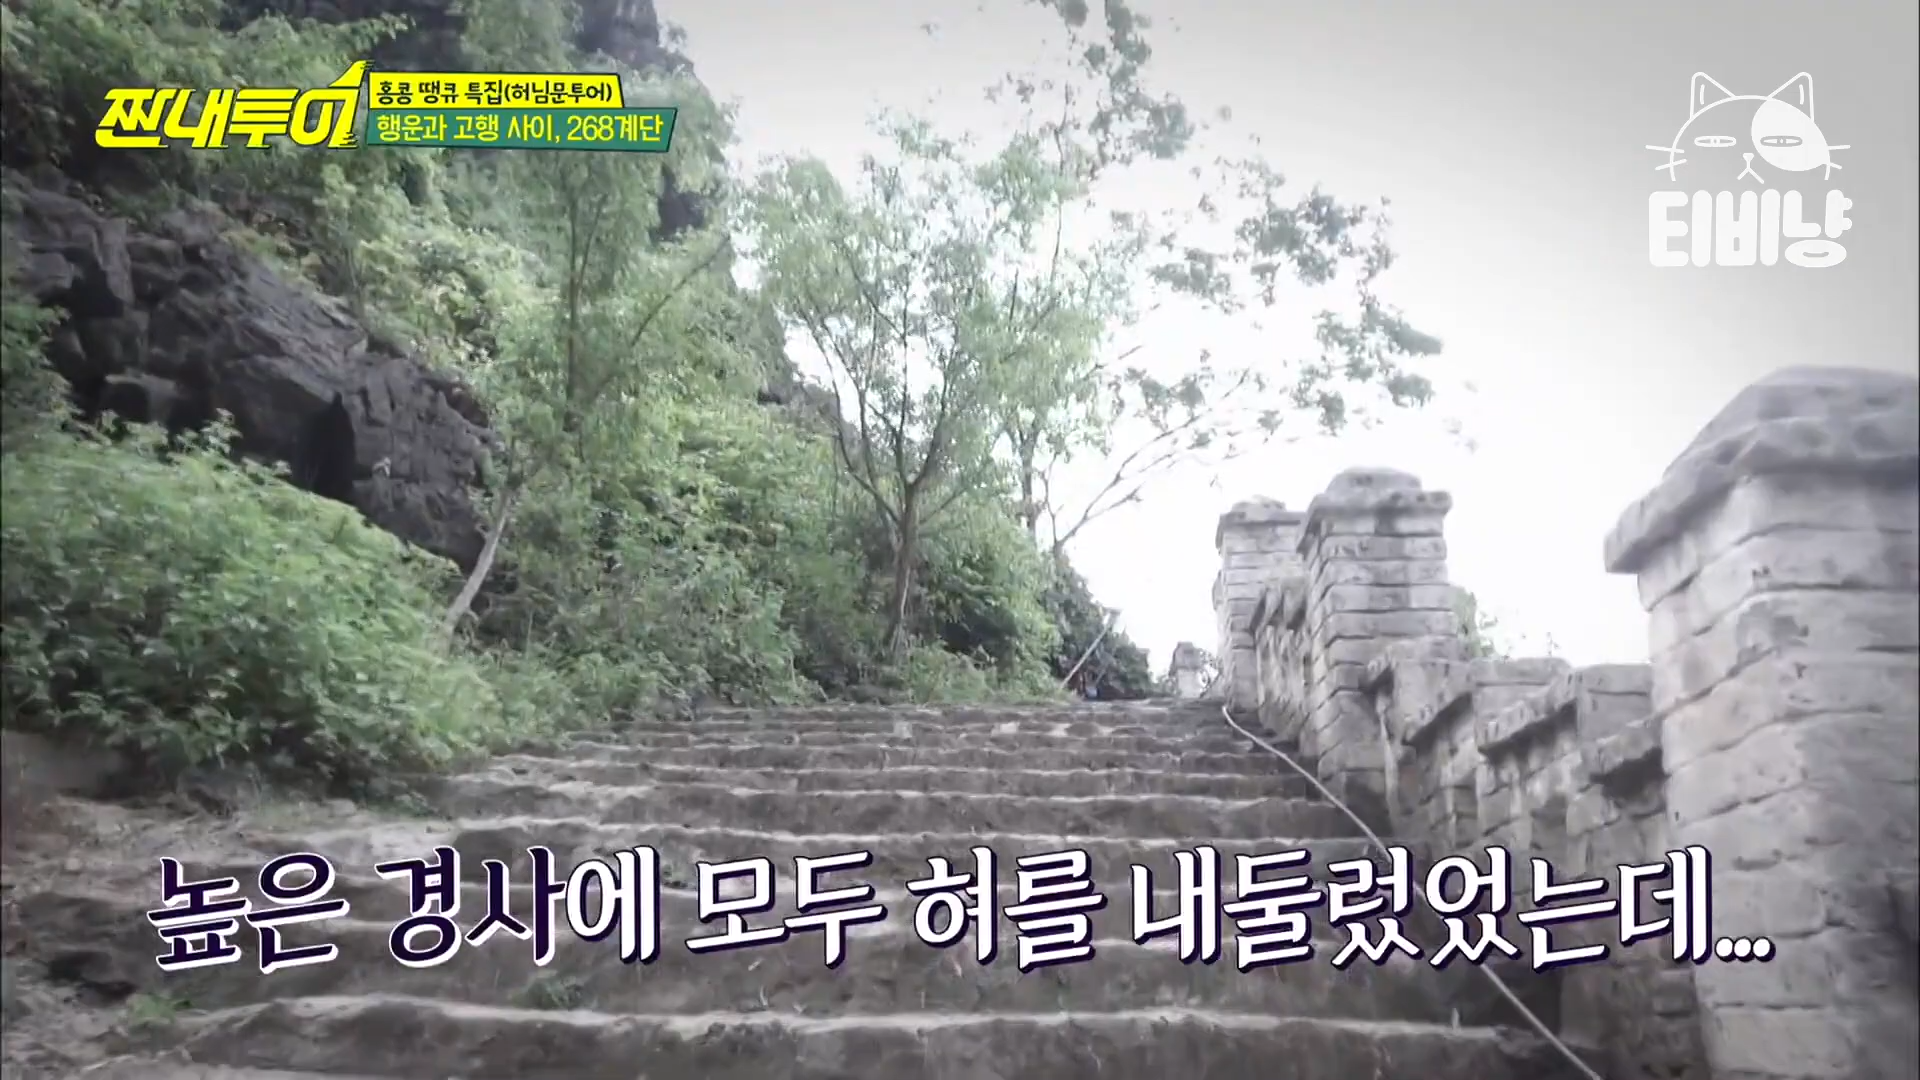 짠내투어
홍콩 땡큐 특집(허님문투어)
행운과 고행 사이, 268계단
티비냥
높은 경사에 모두 혀를 내둘렀었는데...